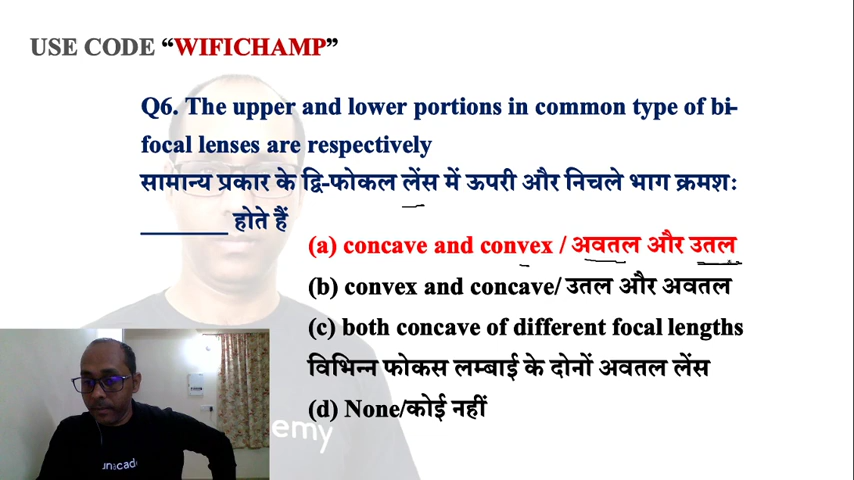 USE CODE “WIFICHAMP”
Q6. The upper and lower portions in common type of bi-
focal lenses are respectively
सामान्य प्रकार के द्वि-फोकल लेंस में ऊपरी और निचले भाग क्रमशः
________ होते हैं
(a) concave and convex / अवतल और उतल
(b) convex and concave/ उतल और अवतल
(c) both concave of different focal lengths
विभिन्न फोकस लम्बाई के दोनों अवतल लेंस
(d) None/कोई नहीं
emy
unacade